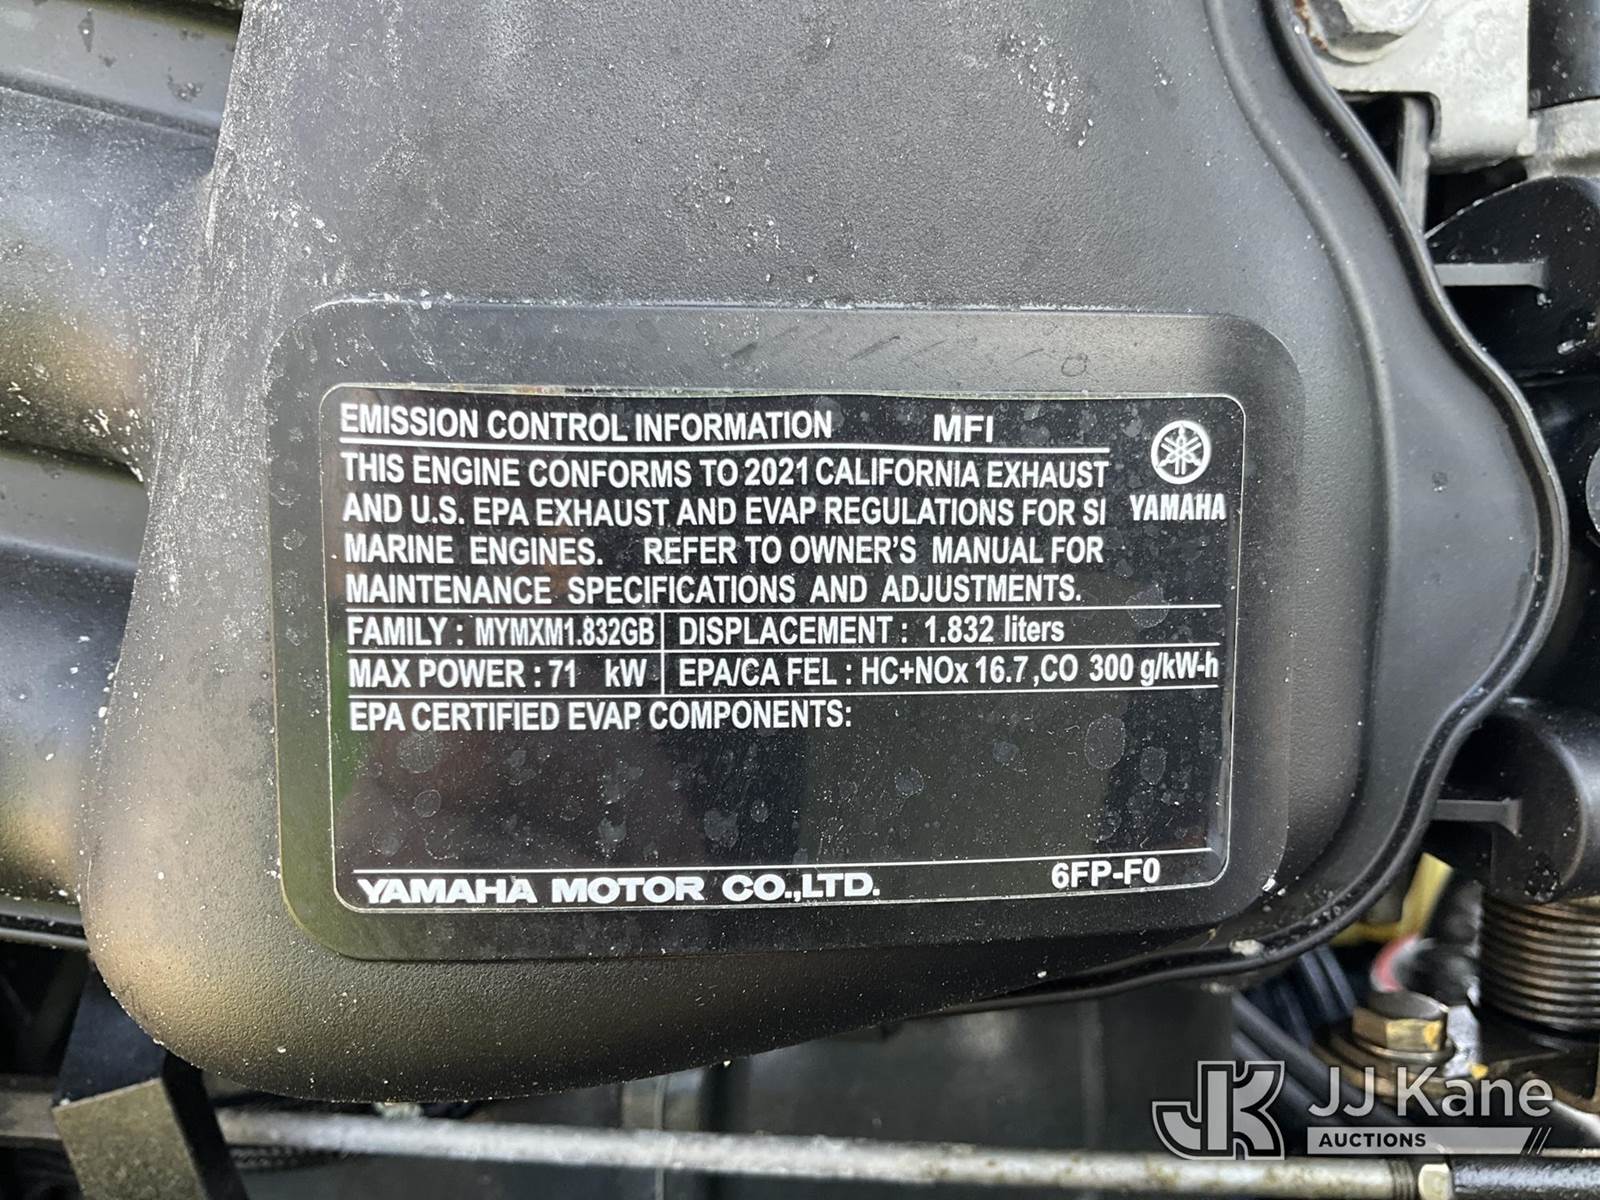 EMISSION CONTROL INFORMATION MFI
THIS ENGINE CONFORMS TO 2021 CALIFORNIA EXHAUST
AND U.S. EPA EXHAUST AND EVAP REGULATIONS FOR SI
MARINE ENGINES. REFER TO OWNER'S MANUAL FOR
MAINTENANCE SPECIFICATIONS AND ADJUSTMENTS.
YAMAHA
FAMILY : MYMXM1.832GB DISPLACEMENT : 1.832 liters
MAX POWER : 71 kW EPA/CA FEL : HC+NOx 16.7 ,CO 300 g/kW-h
EPA CERTIFIED EVAP COMPONENTS:
YAMAHA MOTOR CO.,LTD. 6FP-F0
JK JJ Kane
AUCTIONS